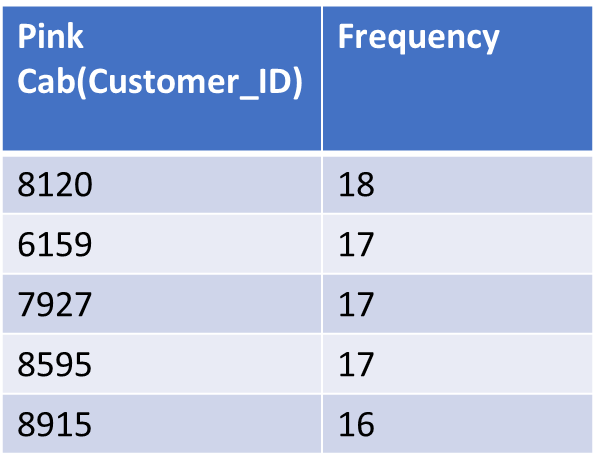 Pink Frequency
Cab(Customer_ID)
8120 18
6159 17
7927 17
8595 17
8915 16